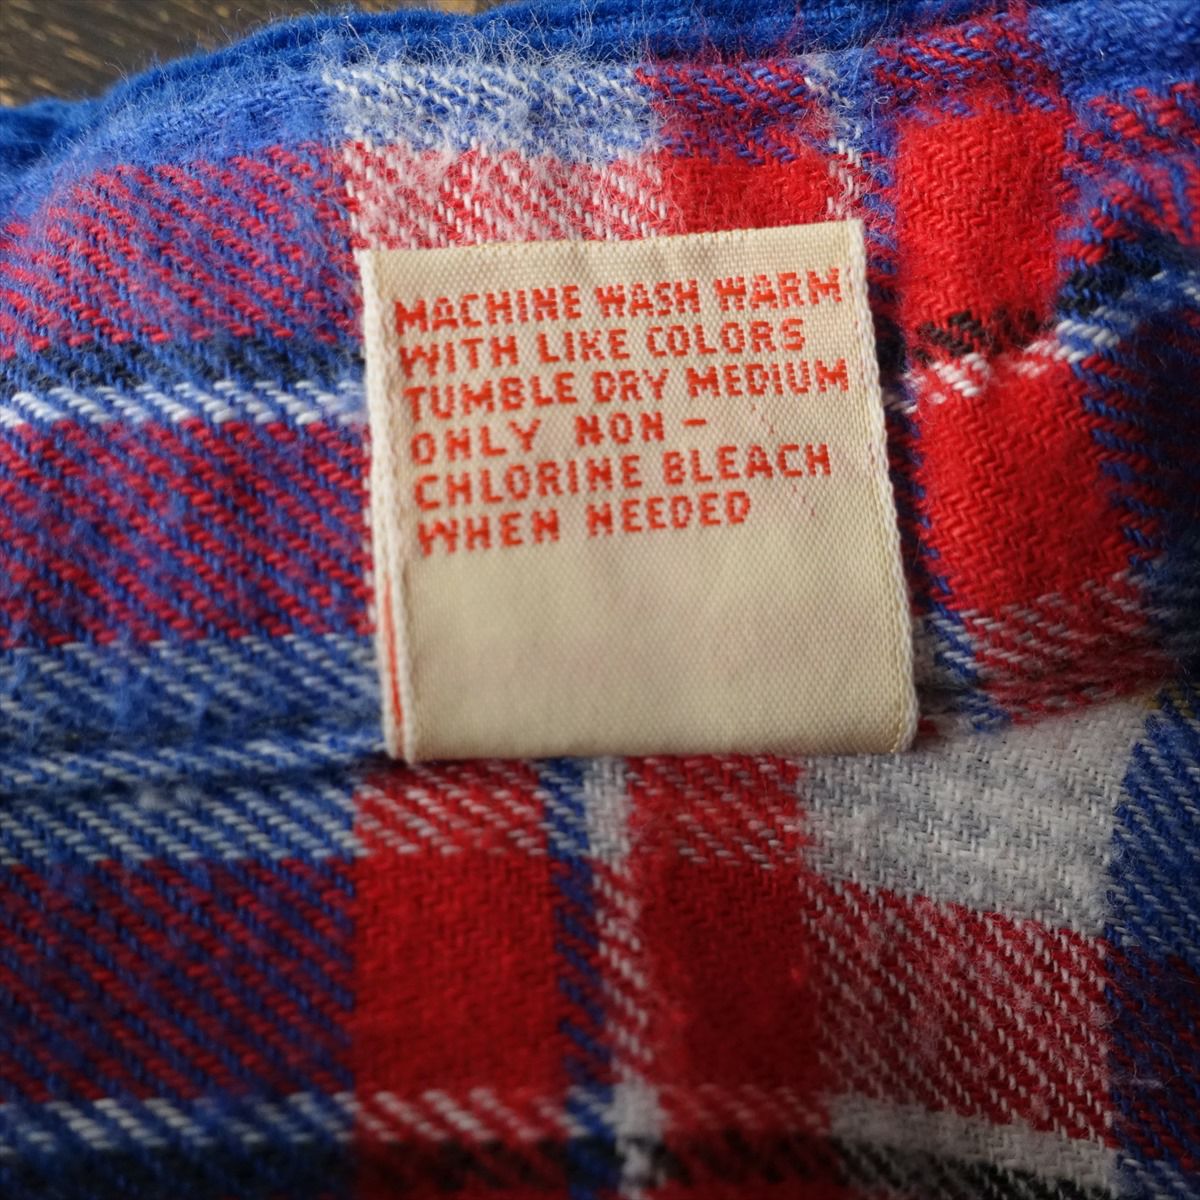 MACHINE WASH WARM
WITH LIKE COLORS
TUMBLE DRY MEDIUM
ONLY NON -
CHLORINE BLEACH
WHEN NEEDED